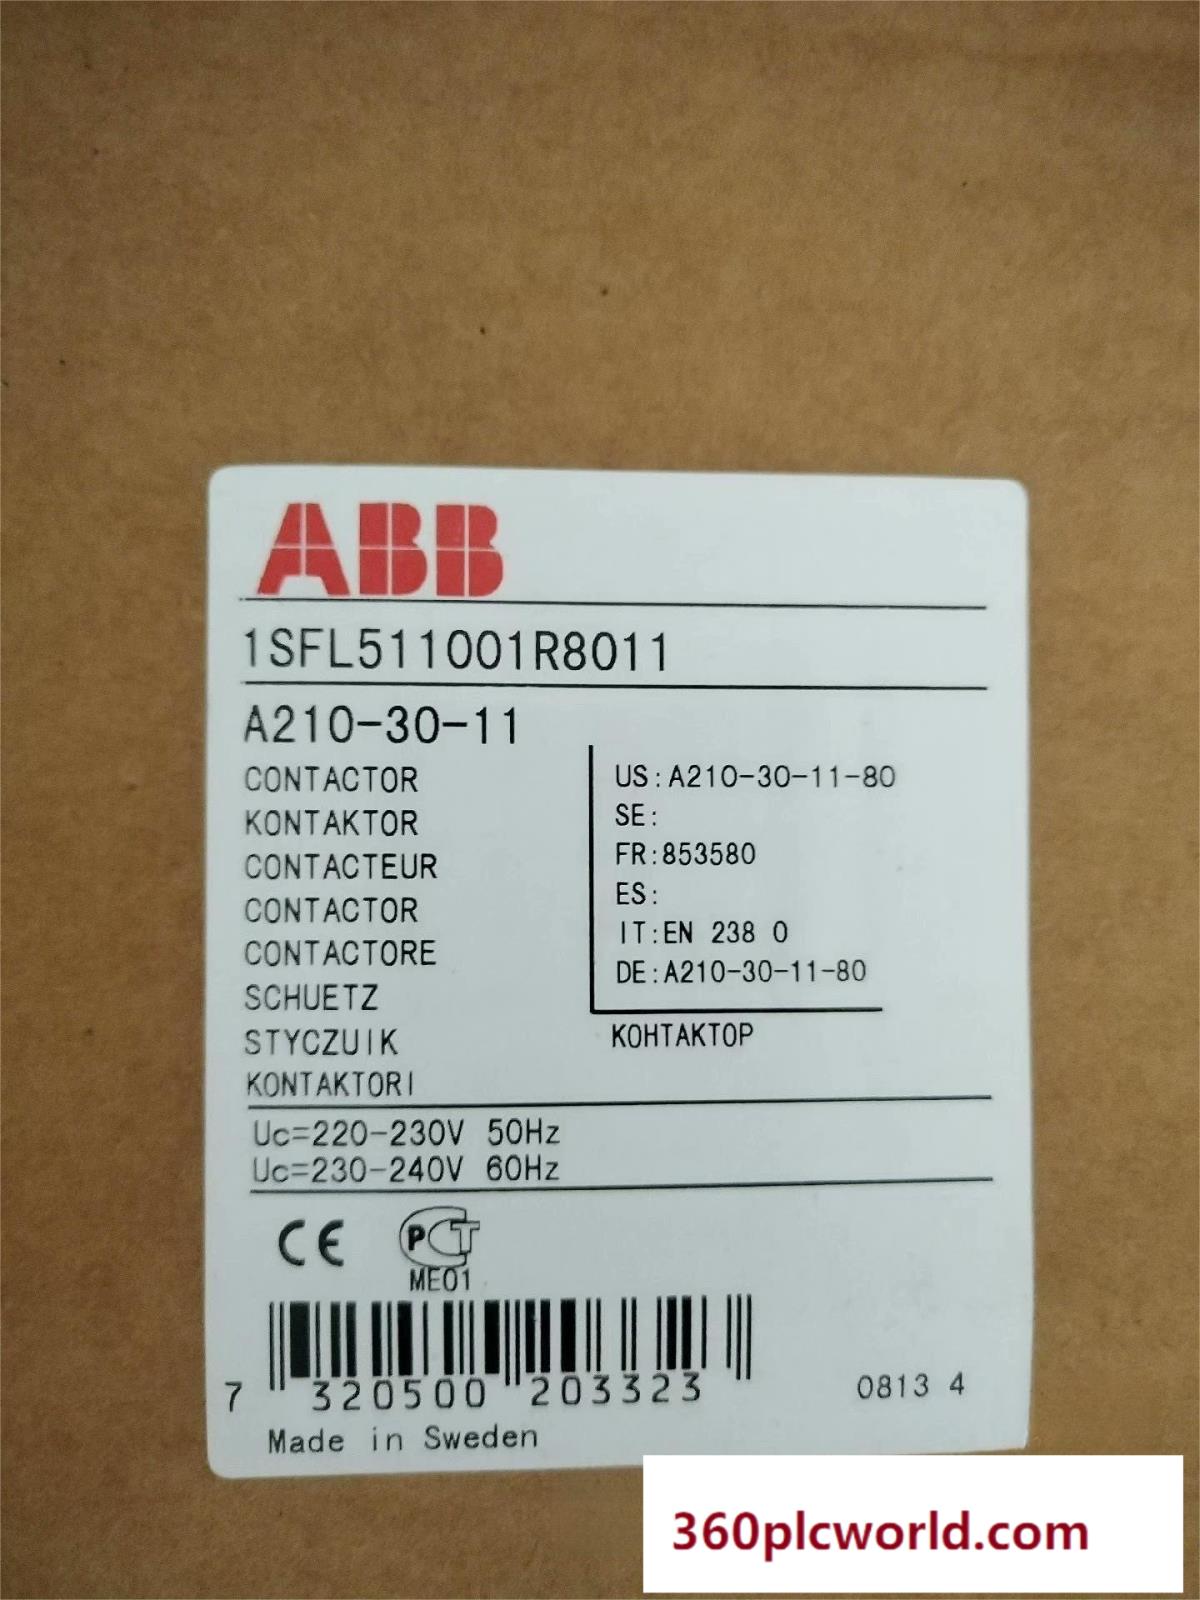 ABB
1SFL511001R8011
A210-30-11
CONTACTOR
KONTAKTOR
CONTACTEUR
CONTACTOR
CONTACTORE
SCHUETZ
STYCZUIK
KONTAKTORI
US:A210-30-11-80
SE:
FR:853580
ES:
IT:EN 238 0
DE:A210-30-11-80
КОНТАКТОР
Uc=220-230V 50Hz
Uc=230-240V 60Hz
CE PCT
ME01
7 320500 203323
0813 4
Made in Sweden
360plcworld.com